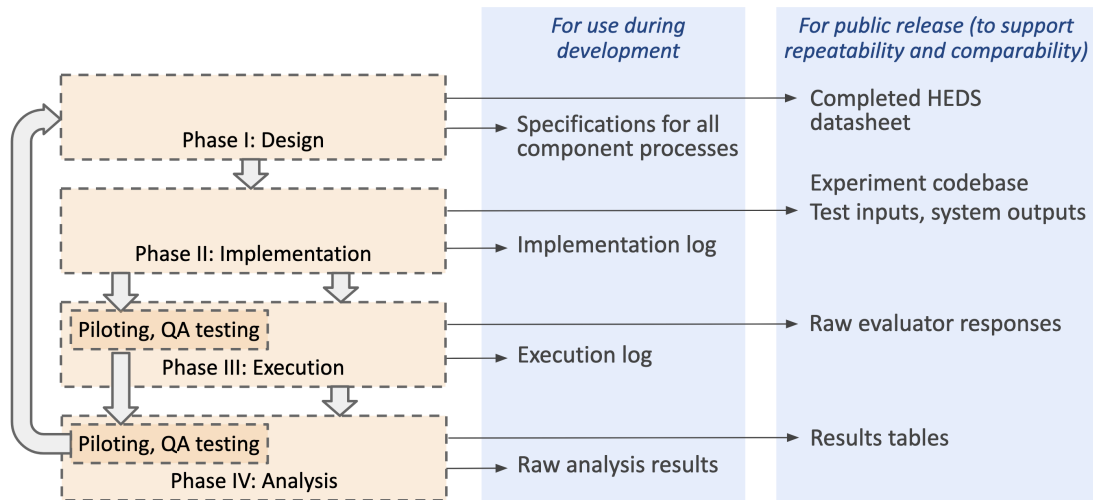 For use during
development
For public release (to support
repeatability and comparability)
Phase I: Design
Specifications for all
component processes
Completed HEDS
datasheet
Phase II: Implementation
Implementation log
Experiment codebase
Test inputs, system outputs
Piloting, QA testing
Phase III: Execution
Execution log
Raw evaluator responses
Piloting, QA testing
Phase IV: Analysis
Raw analysis results
Results tables